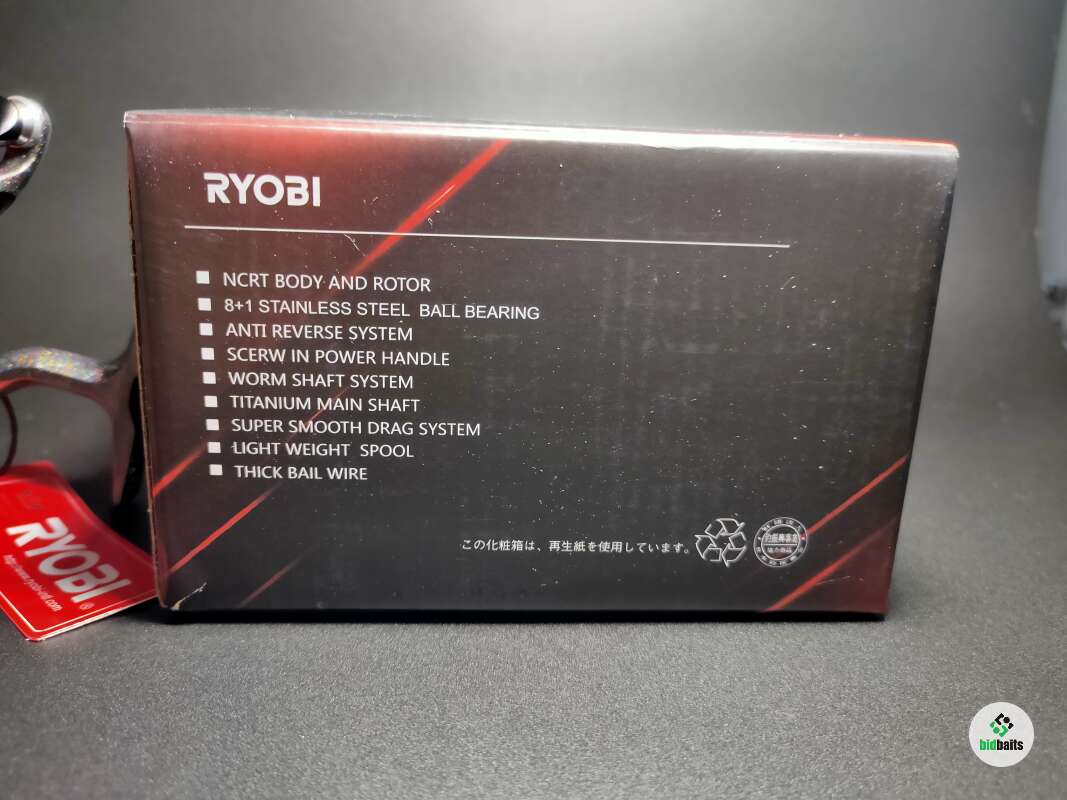 RYOBI
NCRT BODY AND ROTOR
8+1 STAINLESS STEEL BALL BEARING
ANTI REVERSE SYSTEM
SCERW IN POWER HANDLE
WORM SHAFT SYSTEM
TITANIUM MAIN SHAFT
SUPER SMOOTH DRAG SYSTEM
LIGHT WEIGHT SPOOL
THICK BAIL WIRE
この化粧箱は、再生紙を使用しています。
RYOBI®
bidbaits